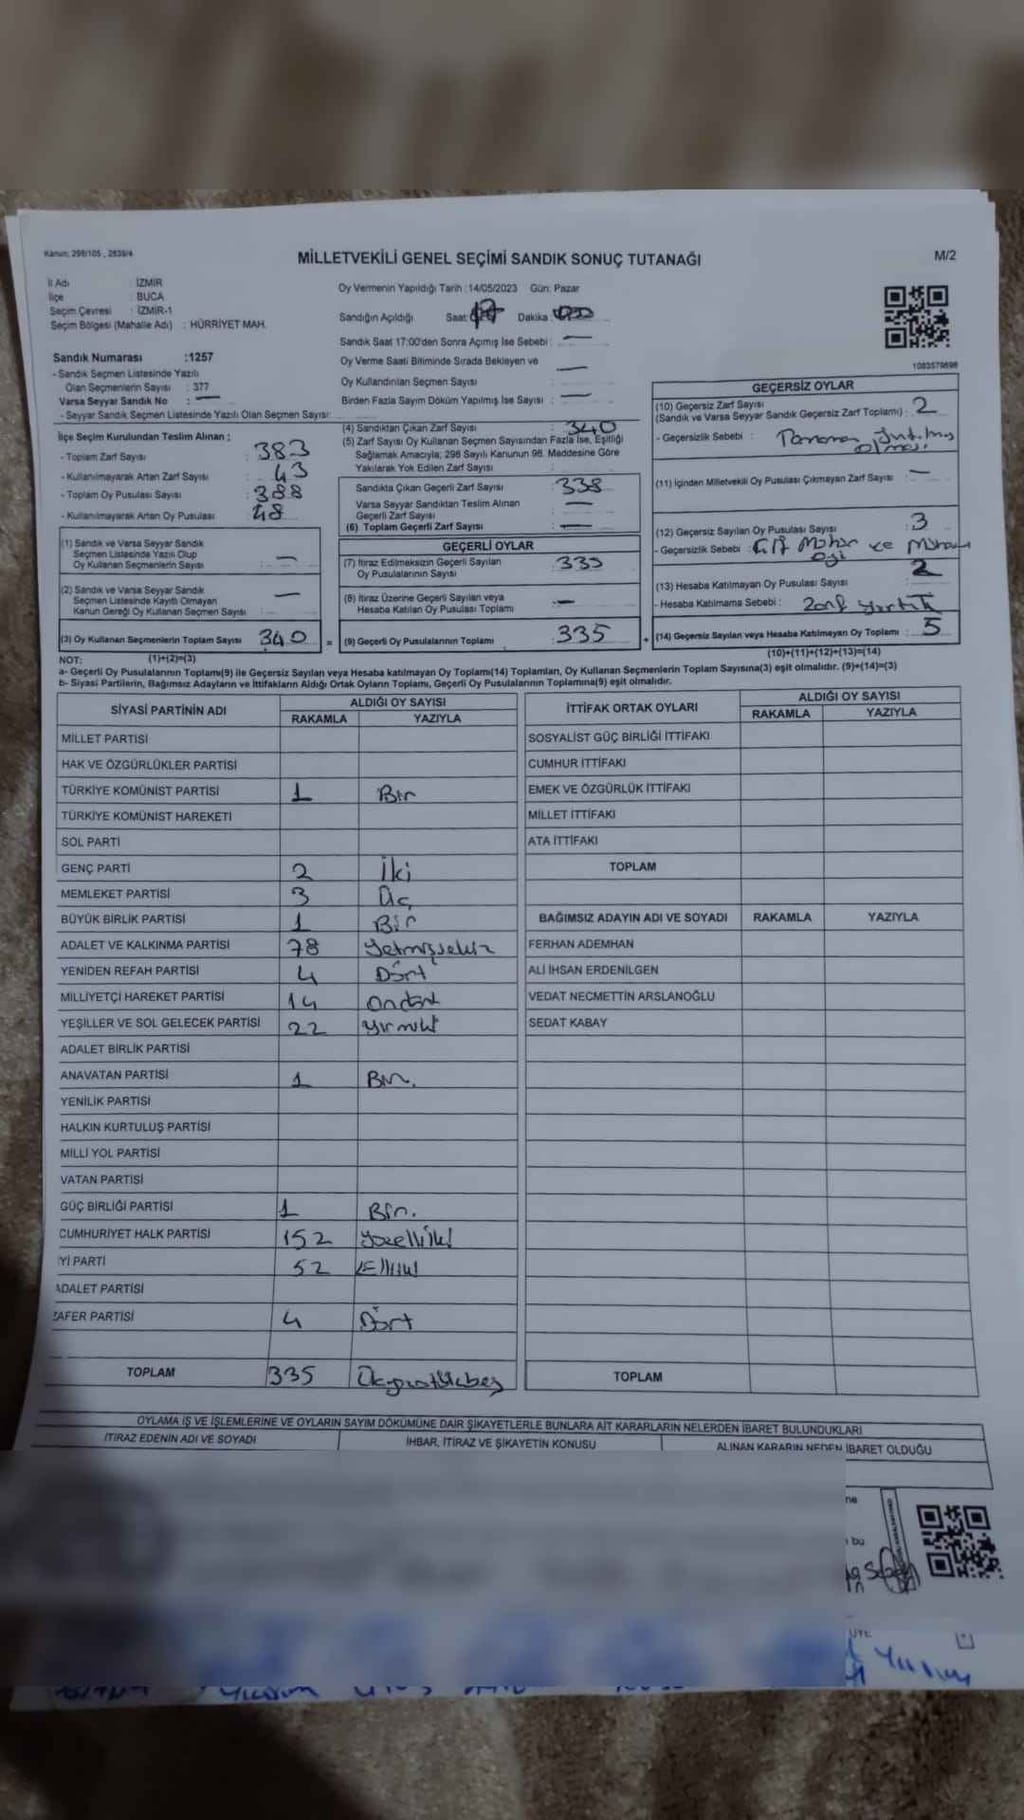 Kanun: 298/105 , 2839/4
MİLLETVEKİLİ GENEL SEÇİMİ SANDIK SONUÇ TUTANAĞI
M/2
İl Adı : İZMİR
İlçe : BUCA
Seçim Çevresi : İZMİR-1
Seçim Bölgesi (Mahalle Adı) : HÜRRİYET MAH.
Oy Vermenin Yapıldığı Tarih :14/05/2023 Gün: Pazar
Sandığın Açıldığı Saat: Dakika:
Sandık Saat 17:00'den Sonra Açımış İse Sebebi : —
Oy Verme Saati Bitiminde Sırada Bekleyen ve
Oy Kullandırılan Seçmen Sayısı : —
Birden Fazla Sayım Döküm Yapılmış İse Sayısı : —
Sandık Numarası :1257
- Sandık Seçmen Listesinde Yazılı
Olan Seçmenlerin Sayısı : 377
Varsa Seyyar Sandık No : —
- Seyyar Sandık Seçmen Listesinde Yazılı Olan Seçmen Sayısı:
İlçe Seçim Kurulundan Teslim Alınan ;
- Toplam Zarf Sayısı : 383
- Kullanılmayarak Artan Zarf Sayısı : 43
- Toplam Oy Pusulası Sayısı : 388
- Kullanılmayarak Artan Oy Pusulası : 48
(1) Sandık ve Varsa Seyyar Sandık
Seçmen Listesinde Yazılı Olup
Oy Kullanan Seçmenlerin Sayısı : —
(2) Sandık ve Varsa Seyyar Sandık
Seçmen Listesinde Kayıtlı Olmayan
Kanun Gereği Oy Kullanan Seçmen Sayısı : —
(3) Oy Kullanan Seçmenlerin Toplam Sayısı : 340
(4) Sandıktan Çıkan Zarf Sayısı : 340
(5) Zarf Sayısı Oy Kullanan Seçmen Sayısından Fazla İse, Eşitliği
Sağlamak Amacıyla; 298 Sayılı Kanunun 98. Maddesine Göre
Yakılarak Yok Edilen Zarf Sayısı
Sandıkta Çıkan Geçerli Zarf Sayısı : 338
Varsa Seyyar Sandıktan Teslim Alınan
Geçerli Zarf Sayısı : —
(6) Toplam Geçerli Zarf Sayısı : —
GEÇERLİ OYLAR
(7) İtiraz Edilmeksizin Geçerli Sayılan
Oy Pusulalarının Sayısı : 335
(8) İtiraz Üzerine Geçerli Sayılan veya
Hesaba Katılan Oy Pusulası Toplamı : —
= (9) Geçerli Oy Pusulalarının Toplamı : 335
1083579898
GEÇERSİZ OYLAR
(10) Geçersiz Zarf Sayısı
(Sandık ve Varsa Seyyar Sandık Geçersiz Zarf Toplamı) : 2
- Geçersizlik Sebebi : olması
(11) İçinden Milletvekili Oy Pusulası Çıkmayan Zarf Sayısı : —
(12) Geçersiz Sayılan Oy Pusulası Sayısı : 3
- Geçersizlik Sebebi : Çift Mühür ve
(13) Hesaba Katılmayan Oy Pusulası Sayısı : 2
- Hesaba Katılmama Sebebi : Zarf yırtık
+ (14) Geçersiz Sayılan veya Hesaba Katılmayan Oy Toplamı : 5
(10)+(11)+(12)+(13)=(14)
NOT: (1)+(2)=(3)
a- Geçerli Oy Pusulalarının Toplamı(9) ile Geçersiz Sayılan veya Hesaba katılmayan Oy Toplamı(14) Toplamları, Oy Kullanan Seçmenlerin Toplam Sayısına(3) eşit olmalıdır. (9)+(14)=(3)
b- Siyasi Partilerin, Bağımsız Adayların ve İttifakların Aldığı Ortak Oyların Toplamı, Geçerli Oy Pusulalarının Toplamına(9) eşit olmalıdır.
SİYASİ PARTİNİN ADI
ALDIĞI OY SAYISI
RAKAMLA YAZIYLA
MİLLET PARTİSİ
HAK VE ÖZGÜRLÜKLER PARTİSİ
TÜRKİYE KOMÜNİST PARTİSİ 1 Bir
TÜRKİYE KOMÜNİST HAREKETİ
SOL PARTİ
GENÇ PARTİ 2 İki
MEMLEKET PARTİSİ 3 Üç
BÜYÜK BİRLİK PARTİSİ 1 Bir
ADALET VE KALKINMA PARTİSİ 78 Yetmişsekiz
YENİDEN REFAH PARTİSİ 4 Dört
MİLLİYETÇİ HAREKET PARTİSİ 14 Ondört
YEŞİLLER VE SOL GELECEK PARTİSİ 22 Yirmiiki
ADALET BİRLİK PARTİSİ
ANAVATAN PARTİSİ 1 Bir.
YENİLİK PARTİSİ
HALKIN KURTULUŞ PARTİSİ
MİLLİ YOL PARTİSİ
VATAN PARTİSİ
GÜÇ BİRLİĞİ PARTİSİ 1 Bir.
CUMHURİYET HALK PARTİSİ 152 Yüzelliiki
İYİ PARTİ 52 Elliiki
ADALET PARTİSİ
ZAFER PARTİSİ 4 Dört
TOPLAM 335 Üçyüzotuzbeş
İTTİFAK ORTAK OYLARI
ALDIĞI OY SAYISI
RAKAMLA YAZIYLA
SOSYALİST GÜÇ BİRLİĞİ İTTİFAKI
CUMHUR İTTİFAKI
EMEK VE ÖZGÜRLÜK İTTİFAKI
MİLLET İTTİFAKI
ATA İTTİFAKI
TOPLAM
BAĞIMSIZ ADAYIN ADI VE SOYADI RAKAMLA YAZIYLA
FERHAN ADEMHAN
ALİ İHSAN ERDENİLGEN
VEDAT NECMETTİN ARSLANOĞLU
SEDAT KABAY
TOPLAM
OYLAMA İŞ VE İŞLEMLERİNE VE OYLARIN SAYIM DÖKÜMÜNE DAİR ŞİKAYETLERLE BUNLARA AİT KARARLARIN NELERDEN İBARET BULUNDUKLARI
İTİRAZ EDENİN ADI VE SOYADI
İHBAR, İTİRAZ VE ŞİKAYETİN KONUSU
ALINAN KARARIN NEDEN İBARET OLDUĞU
bu
ÜYE